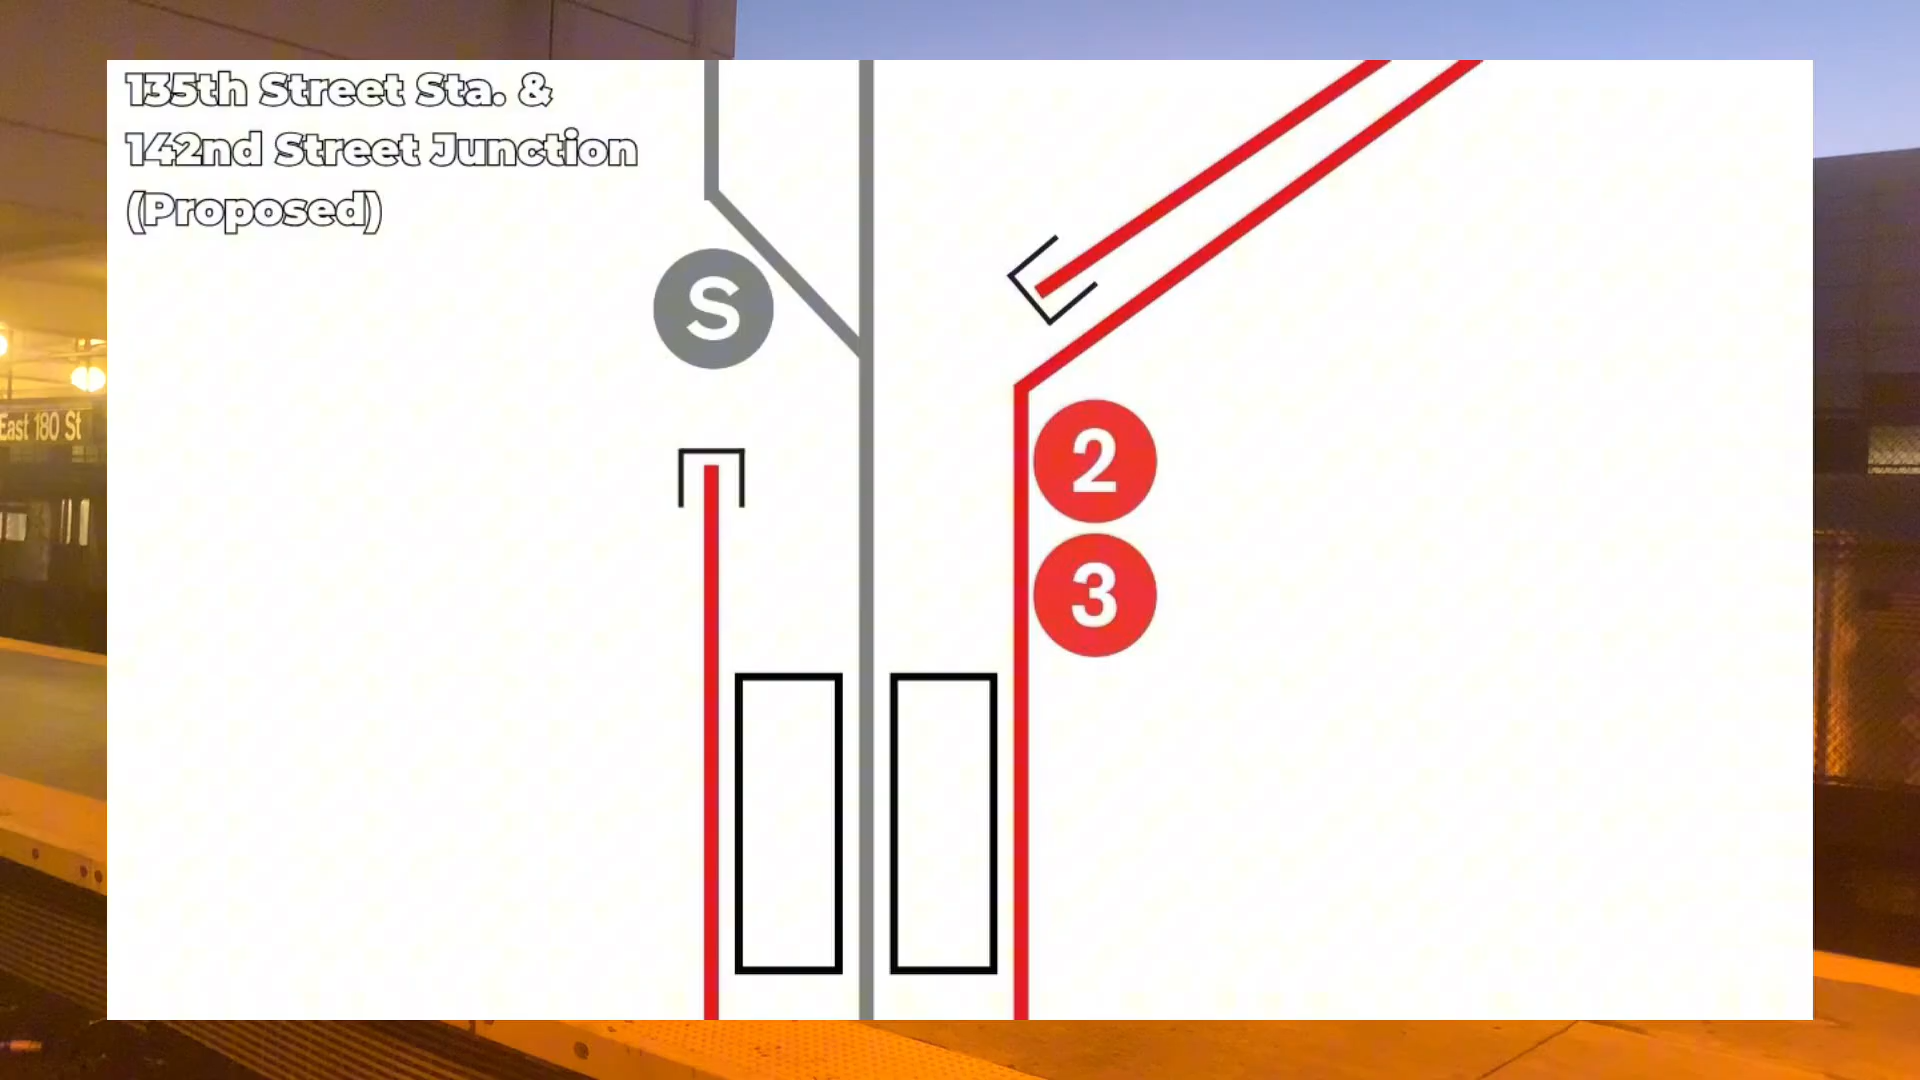 135th Street Sta. &
142nd Street Junction
(Proposed)
S
East 180 St
2
3